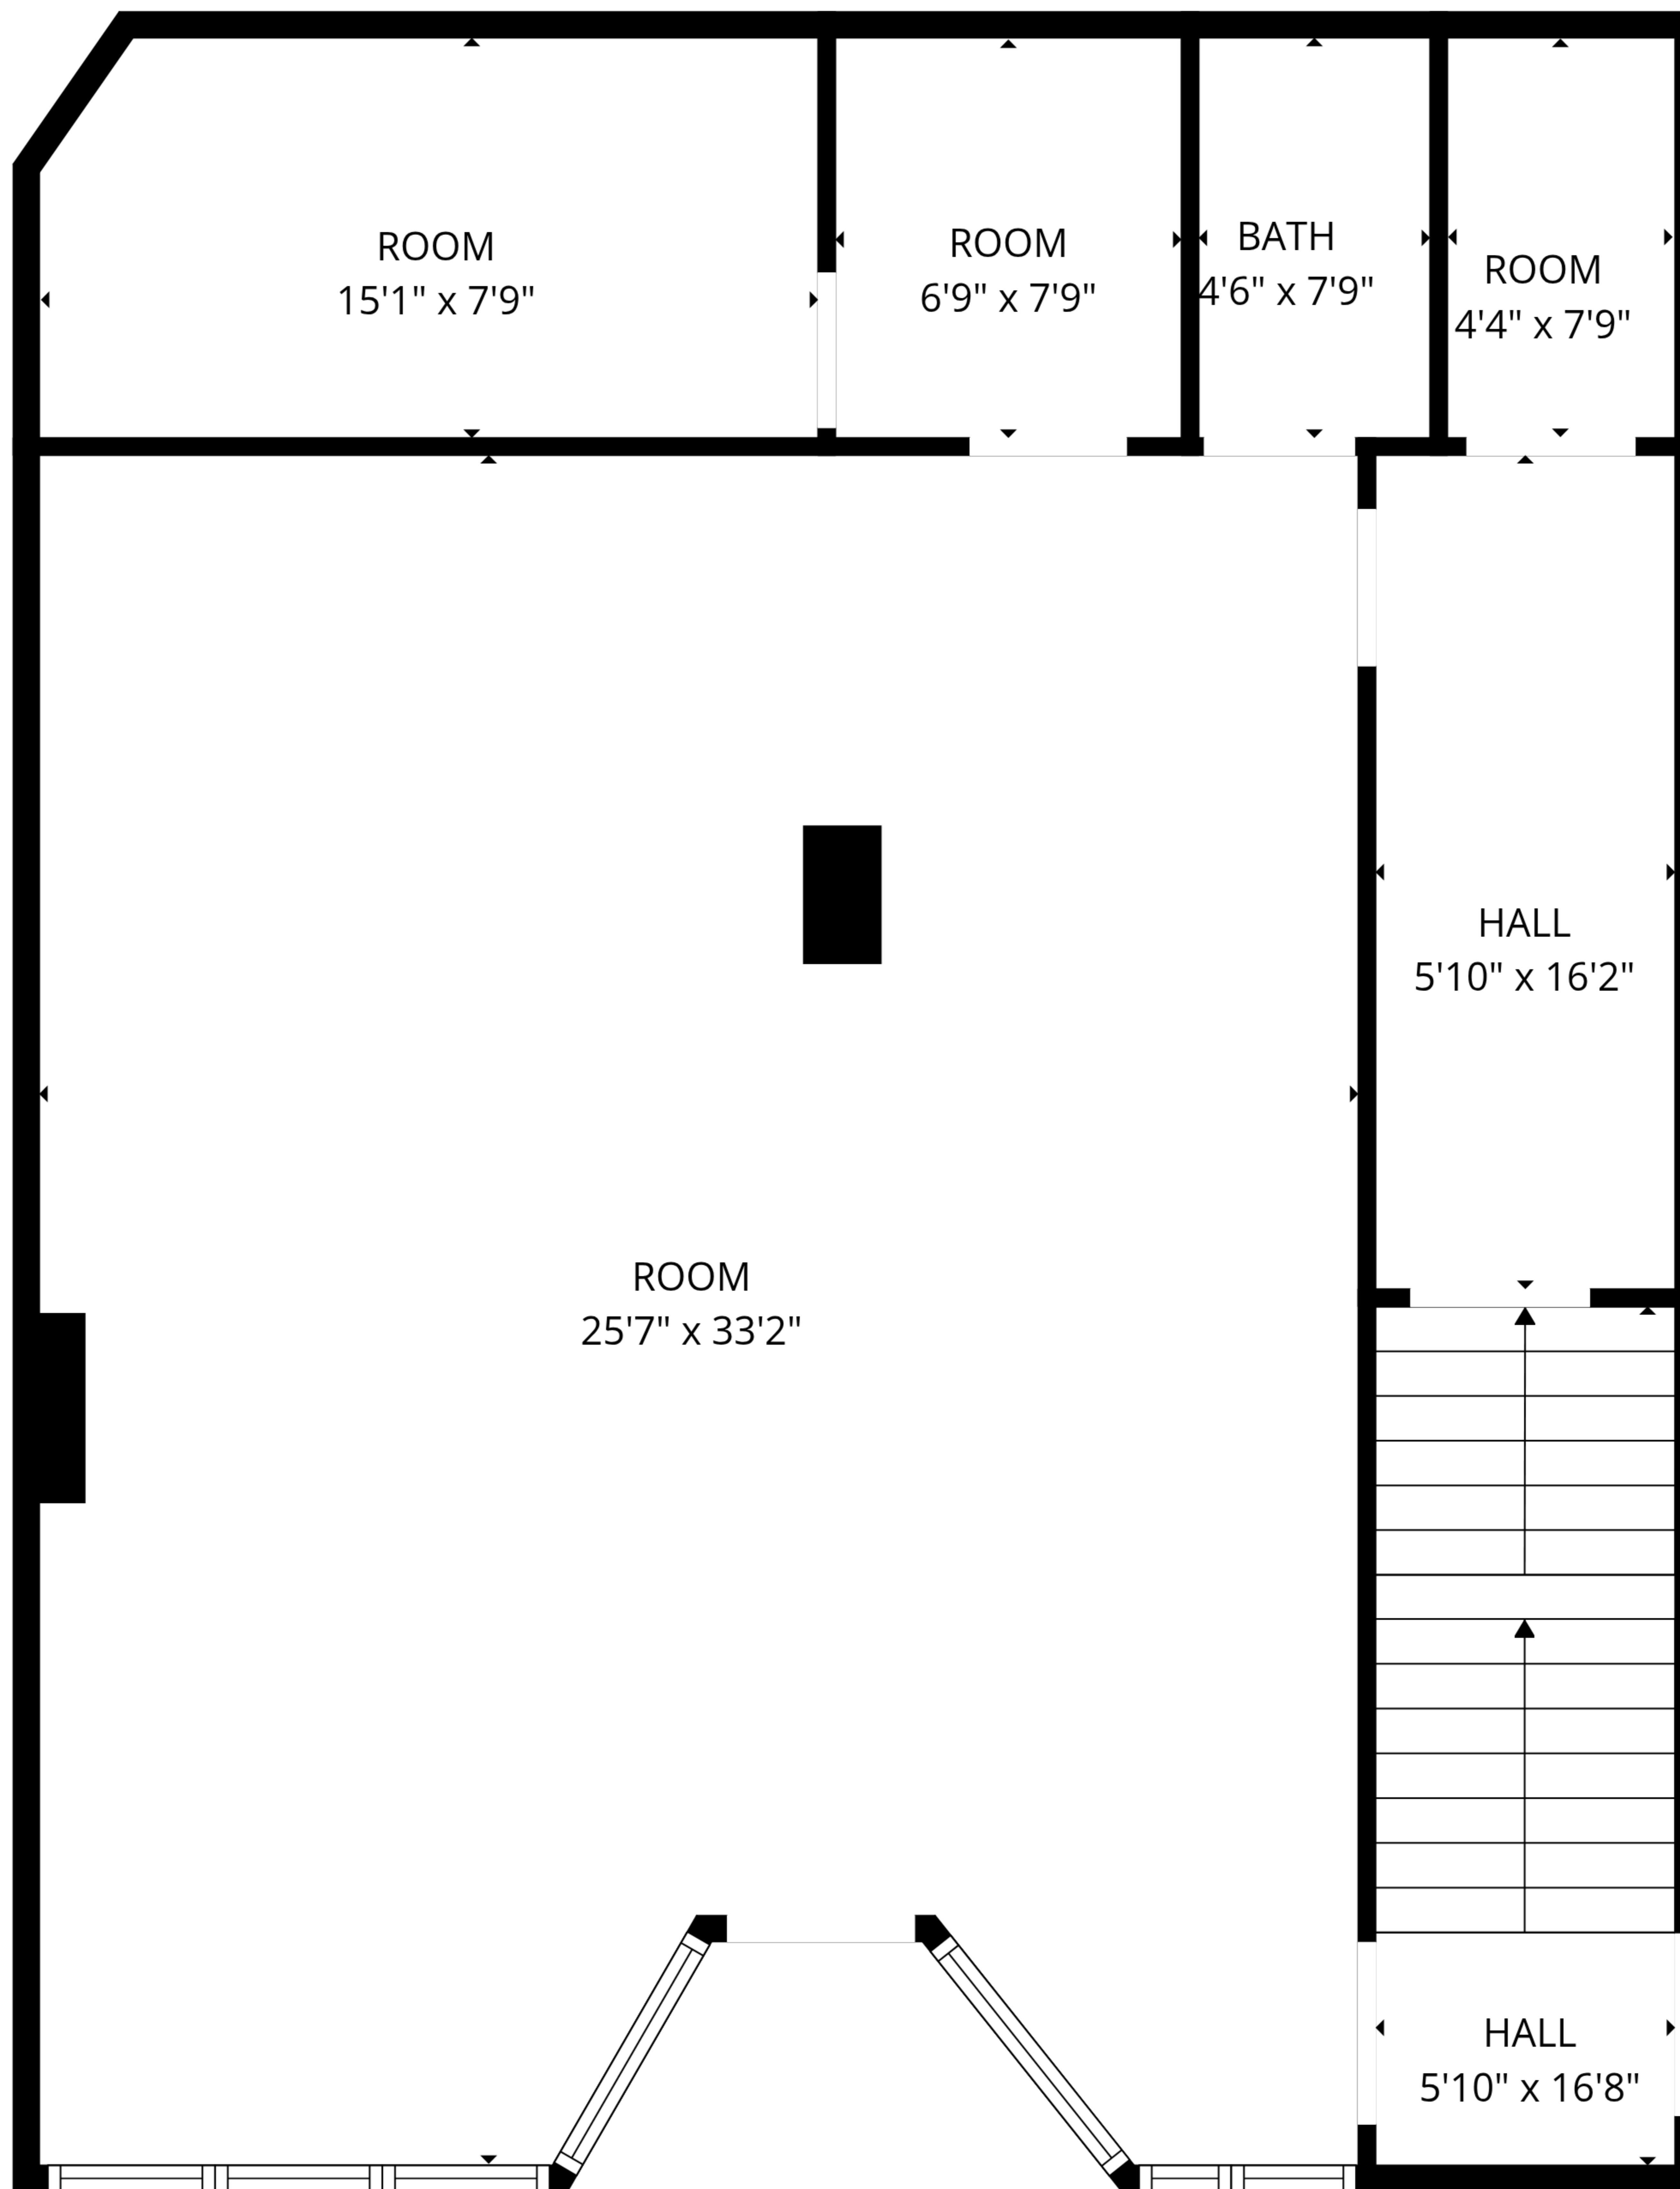 ROOM
15'1" x 7'9"
ROOM
6'9" x 7'9"
BATH
4'6" x 7'9"
ROOM
4'4" x 7'9"
HALL
5'10" x 16'2"
ROOM
25'7" x 33'2"
HALL
5'10" x 16'8"